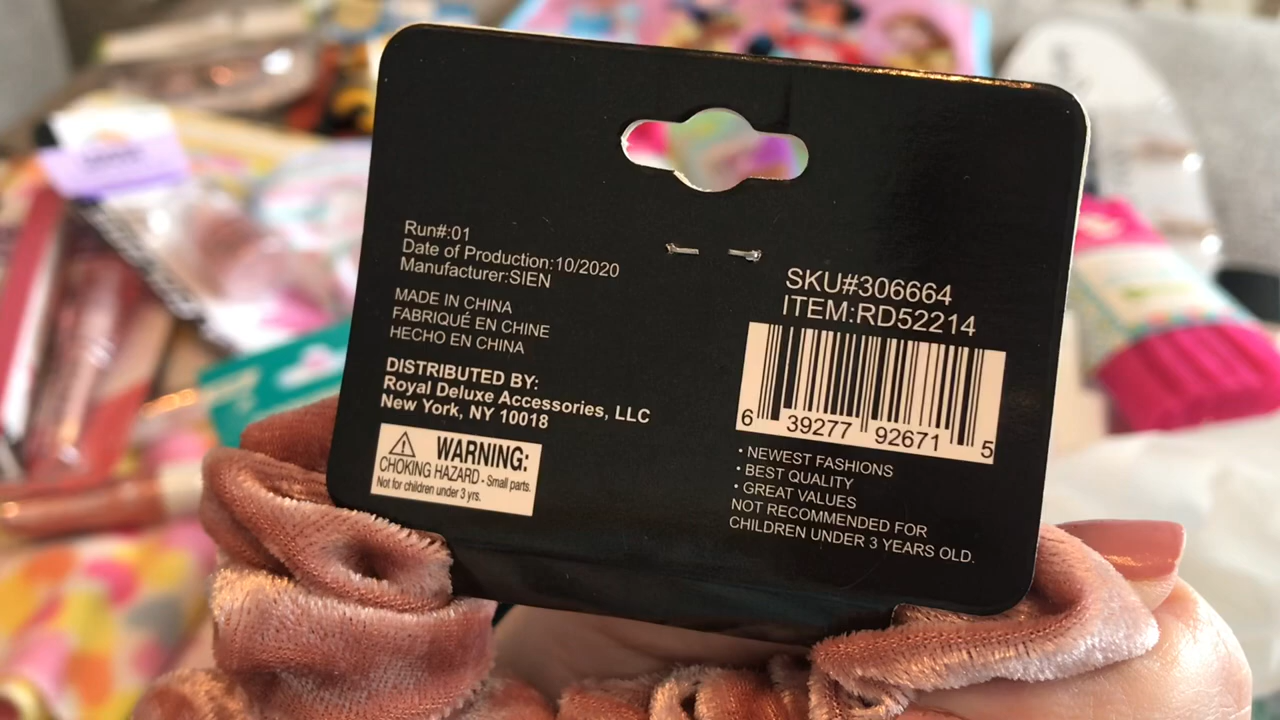 Run#:01
Date of Production:10/2020
Manufacturer:SIEN
MADE IN CHINA
FABRIQUÉ EN CHINE
HECHO EN CHINA
DISTRIBUTED BY:
Royal Deluxe Accessories, LLC
New York, NY 10018
WARNING:
CHOKING HAZARD - Small parts.
Not for children under 3 yrs.
SKU#306664
ITEM:RD52214
6 39277 92671 5
• NEWEST FASHIONS
• BEST QUALITY
• GREAT VALUES
NOT RECOMMENDED FOR
CHILDREN UNDER 3 YEARS OLD.